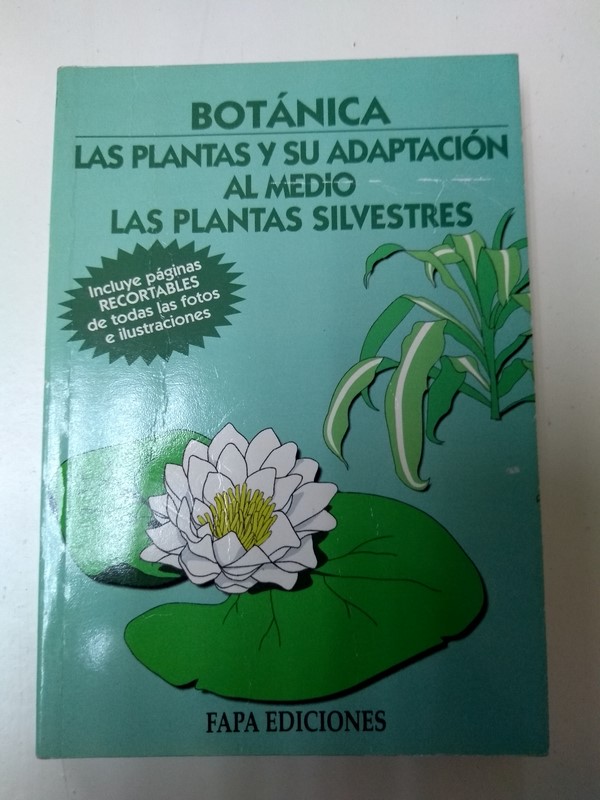 BOTÁNICA
LAS PLANTAS Y SU ADAPTACIÓN
AL MEDIO
LAS PLANTAS SILVESTRES
Incluye páginas
RECORTABLES
de todas las fotos
e ilustraciones
FAPA EDICIONES